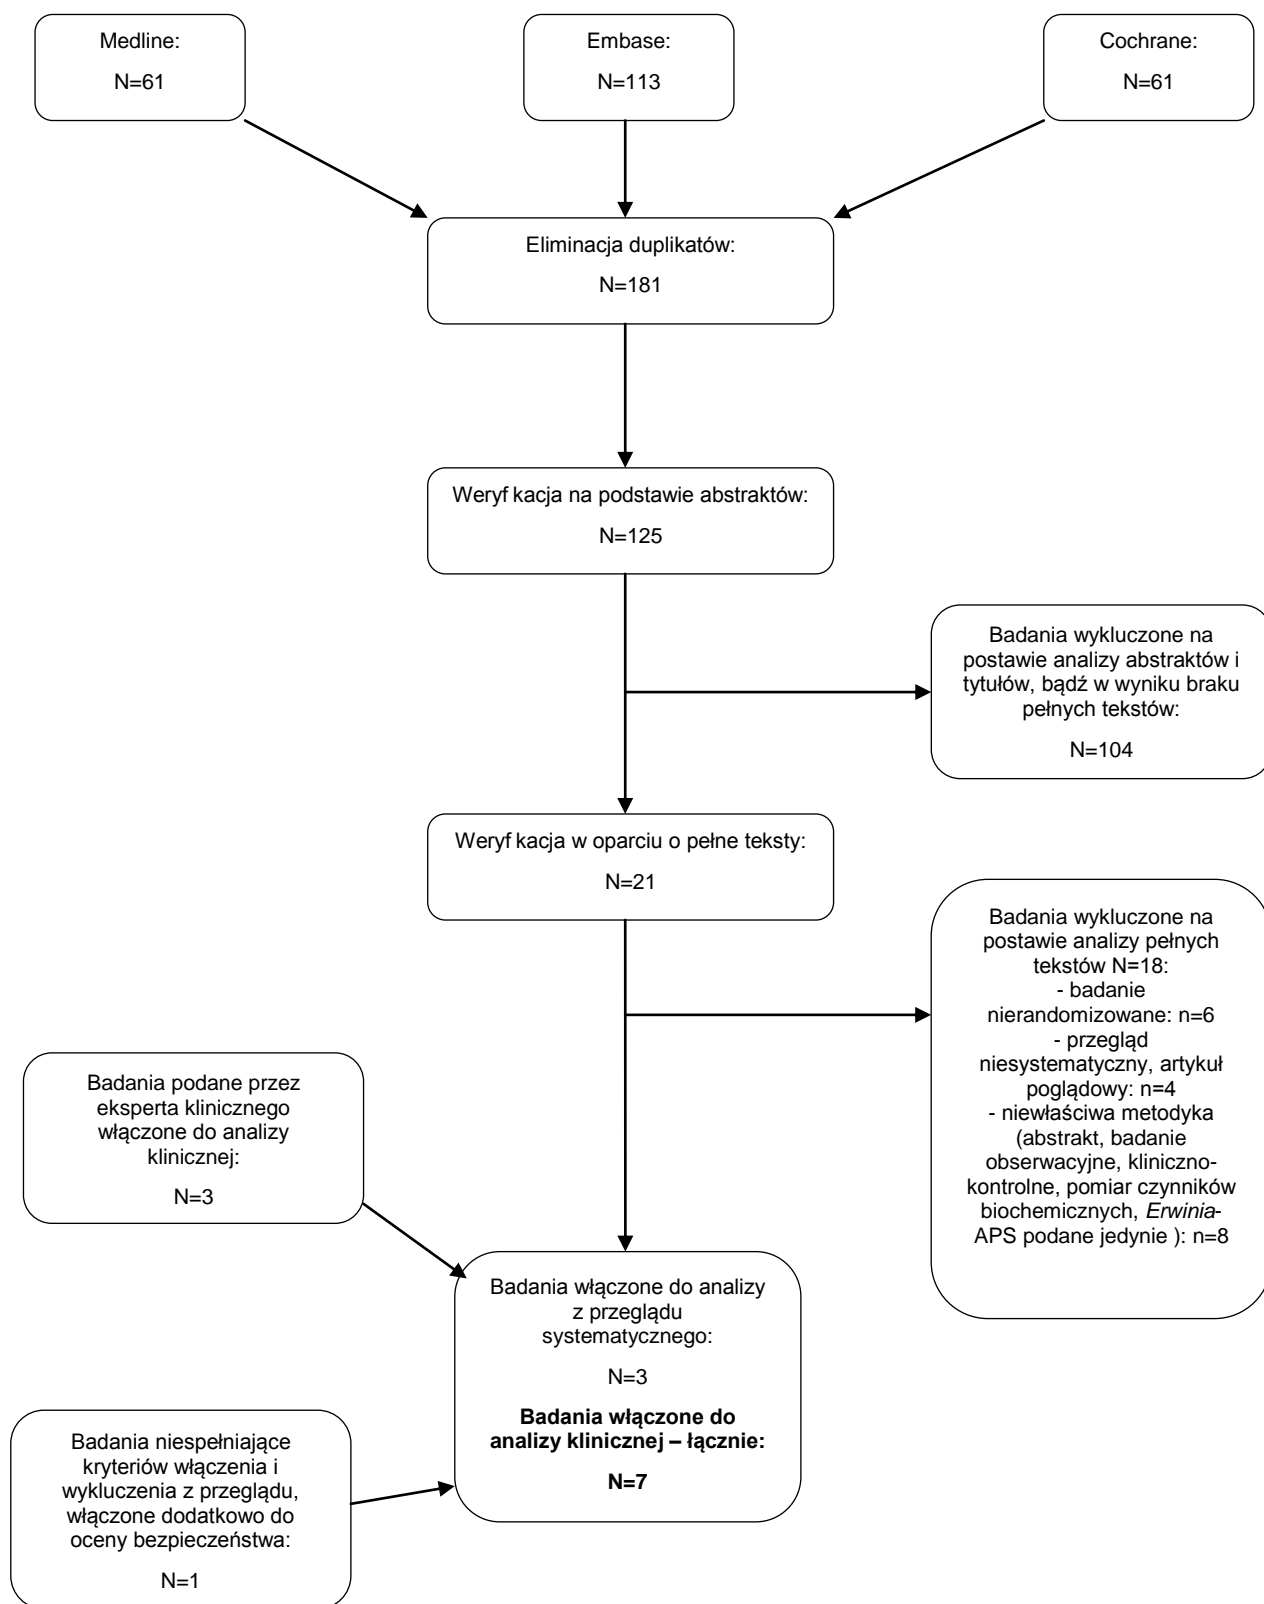 Medline:
N=61
Embase:
N=113
Cochrane:
N=61
Eliminacja duplikatów:
N=181
Weryf kacja na podstawie abstraktów:
N=125
Badania wykluczone na
postawie analizy abstraktów i
tytułów, bądź w wyniku braku
pełnych tekstów:
N=104
Weryf kacja w oparciu o pełne teksty:
N=21
Badania wykluczone na
postawie analizy pełnych
tekstów N=18:
- badanie
nierandomizowane: n=6
- przegląd
niesystematyczny, artykuł
poglądowy: n=4
- niewłaściwa metodyka
(abstrakt, badanie
obserwacyjne, kliniczno-
kontrolne, pomiar czynników
biochemicznych, Erwinia-
APS podane jedynie ): n=8
Badania podane przez
eksperta klinicznego
włączone do analizy
klinicznej:
N=3
Badania włączone do analizy
z przeglądu
systematycznego:
N=3
Badania włączone do
analizy klinicznej – łącznie:
N=7
Badania niespełniające
kryteriów włączenia i
wykluczenia z przeglądu,
włączone dodatkowo do
oceny bezpieczeństwa:
N=1